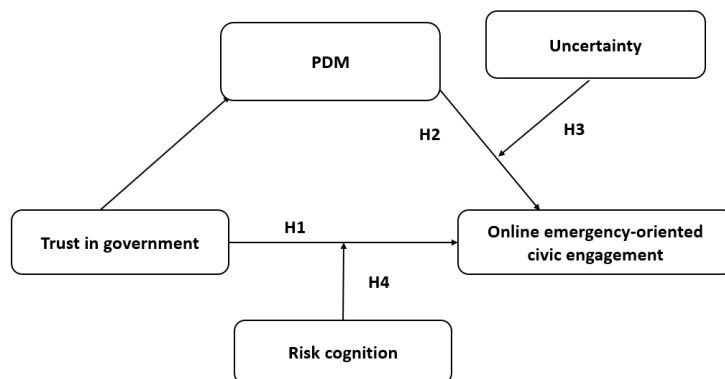 PDM
Uncertainty
H2
H3
Trust in government
H1
Online emergency-oriented
civic engagement
H4
Risk cognition